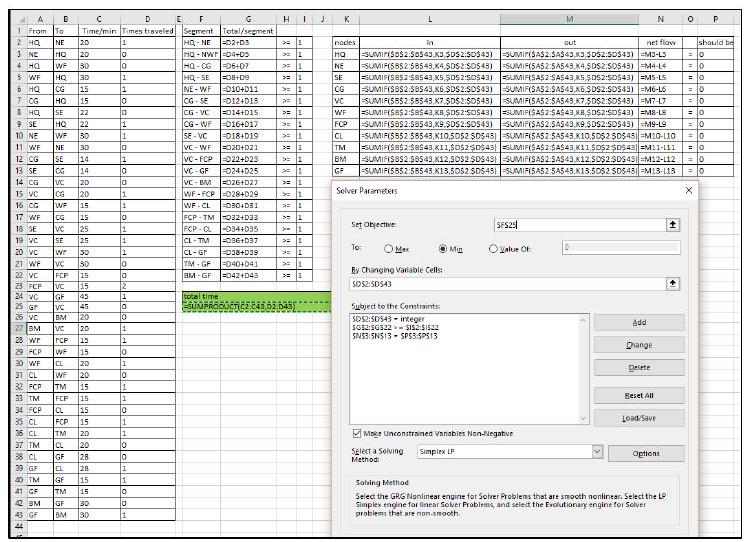 A B C D E F G H I J K L M N O P
1 From To Time/min Times traveled Segment Total/segment
2 HQ NE 20 1 HQ - NE =D2+D3 >= 1 nodes in out net flow should be
3 NE HQ 20 0 HQ - NWF =D4+D5 >= 1 HQ =SUMIF($B$2:$B$43,K3,$D$2:$D$43) =SUMIF($A$2:$A$43,K3,$D$2:$D$43) =M3-L3 = 0
4 HQ WF 30 0 HQ - CG =D6+D7 >= 1 NE =SUMIF($B$2:$B$43,K4,$D$2:$D$43) =SUMIF($A$2:$A$43,K4,$D$2:$D$43) =M4-L4 = 0
5 WF HQ 30 1 HQ - SE =D8+D9 >= 1 SE =SUMIF($B$2:$B$43,K5,$D$2:$D$43) =SUMIF($A$2:$A$43,K5,$D$2:$D$43) =M5-L5 = 0
6 HQ CG 15 1 NE - WF =D10+D11 >= 1 CG =SUMIF($B$2:$B$43,K6,$D$2:$D$43) =SUMIF($A$2:$A$43,K6,$D$2:$D$43) =M6-L6 = 0
7 CG HQ 15 0 CG - SE =D12+D13 >= 1 VC =SUMIF($B$2:$B$43,K7,$D$2:$D$43) =SUMIF($A$2:$A$43,K7,$D$2:$D$43) =M7-L7 = 0
8 HQ SE 22 0 CG - VC =D14+D15 >= 1 WF =SUMIF($B$2:$B$43,K8,$D$2:$D$43) =SUMIF($A$2:$A$43,K8,$D$2:$D$43) =M8-L8 = 0
9 SE HQ 22 1 CG - WF =D16+D17 >= 1 FCP =SUMIF($B$2:$B$43,K9,$D$2:$D$43) =SUMIF($A$2:$A$43,K9,$D$2:$D$43) =M9-L9 = 0
10 NE WF 30 1 SE - VC =D18+D19 >= 1 CL =SUMIF($B$2:$B$43,K10,$D$2:$D$43) =SUMIF($A$2:$A$43,K10,$D$2:$D$43) =M10-L10 = 0
11 WF NE 30 0 VC - WF =D20+D21 >= 1 TM =SUMIF($B$2:$B$43,K11,$D$2:$D$43) =SUMIF($A$2:$A$43,K11,$D$2:$D$43) =M11-L11 = 0
12 CG SE 14 1 VC - FCP =D22+D23 >= 1 BM =SUMIF($B$2:$B$43,K12,$D$2:$D$43) =SUMIF($A$2:$A$43,K12,$D$2:$D$43) =M12-L12 = 0
13 SE CG 14 0 VC - GF =D24+D25 >= 1 GF =SUMIF($B$2:$B$43,K13,$D$2:$D$43) =SUMIF($A$2:$A$43,K13,$D$2:$D$43) =M13-L13 = 0
14 CG VC 20 0 VC - BM =D26+D27 >= 1
15 VC CG 20 1 WF - FCP =D28+D29 >= 1
16 CG WF 15 1 WF - CL =D30+D31 >= 1
17 WF CG 15 0 FCP - TM =D32+D33 >= 1
18 SE VC 25 1 FCP - CL =D34+D35 >= 1
19 VC SE 25 1 CL - TM =D36+D37 >= 1
20 VC WF 30 1 CL - GF =D38+D39 >= 1
21 WF VC 30 0 TM - GF =D40+D41 >= 1
22 VC FCP 15 0 BM - GF =D42+D43 >= 1
23 FCP VC 15 2
24 VC GF 45 1 total time
25 GF VC 45 0 =SUMPRODUCT(C2:C43,D2:D43)
26 VC BM 20 0
27 BM VC 20 1
28 WF FCP 15 1
29 FCP WF 15 0
30 WF CL 20 1
31 CL WF 20 0
32 FCP TM 15 1
33 TM FCP 15 1
34 FCP CL 15 0
35 CL FCP 15 1
36 CL TM 20 1
37 TM CL 20 0
38 CL GF 28 0
39 GF CL 28 1
40 TM GF 15 1
41 GF TM 15 0
42 BM GF 30 0
43 GF BM 30 1
44
Solver Parameters
Set Objective: $F$25
To: Max Min Value Of: 0
By Changing Variable Cells:
$D$2:$D$43
Subject to the Constraints:
$D$2:$D$43 = integer
$G$2:$G$22 >= $I$2:$I$22
$N$3:$N$13 = $P$3:$P$13
Add
Change
Delete
Reset All
Load/Save
Make Unconstrained Variables Non-Negative
Select a Solving Method: Simplex LP Options
Solving Method
Select the GRG Nonlinear engine for Solver Problems that are smooth nonlinear. Select the LP
Simplex engine for linear Solver Problems, and select the Evolutionary engine for Solver
problems that are non-smooth.